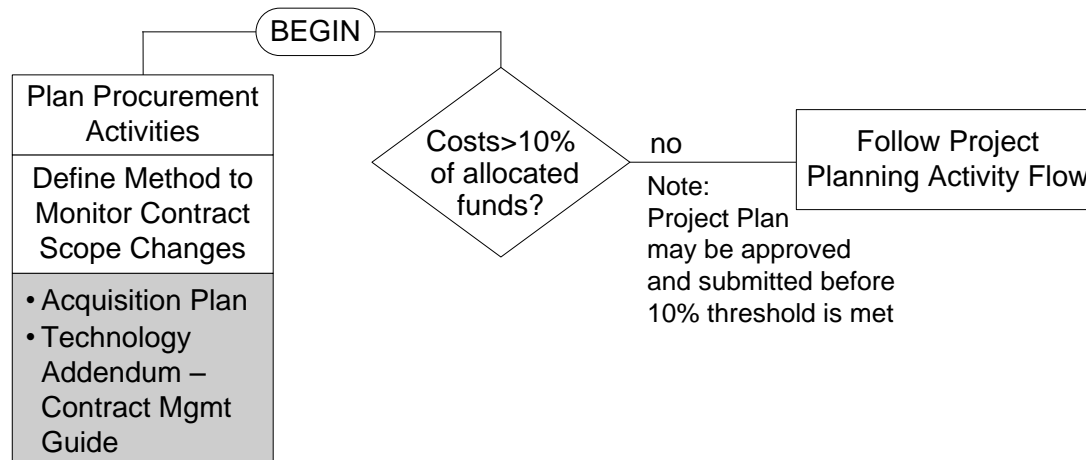 BEGIN
Plan Procurement
Activities
Define Method to
Monitor Contract
Scope Changes
• Acquisition Plan
• Technology
Addendum –
Contract Mgmt
Guide
Costs>10%
of allocated
funds?
no
Note:
Project Plan
may be approved
and submitted before
10% threshold is met
Follow Project
Planning Activity Flow